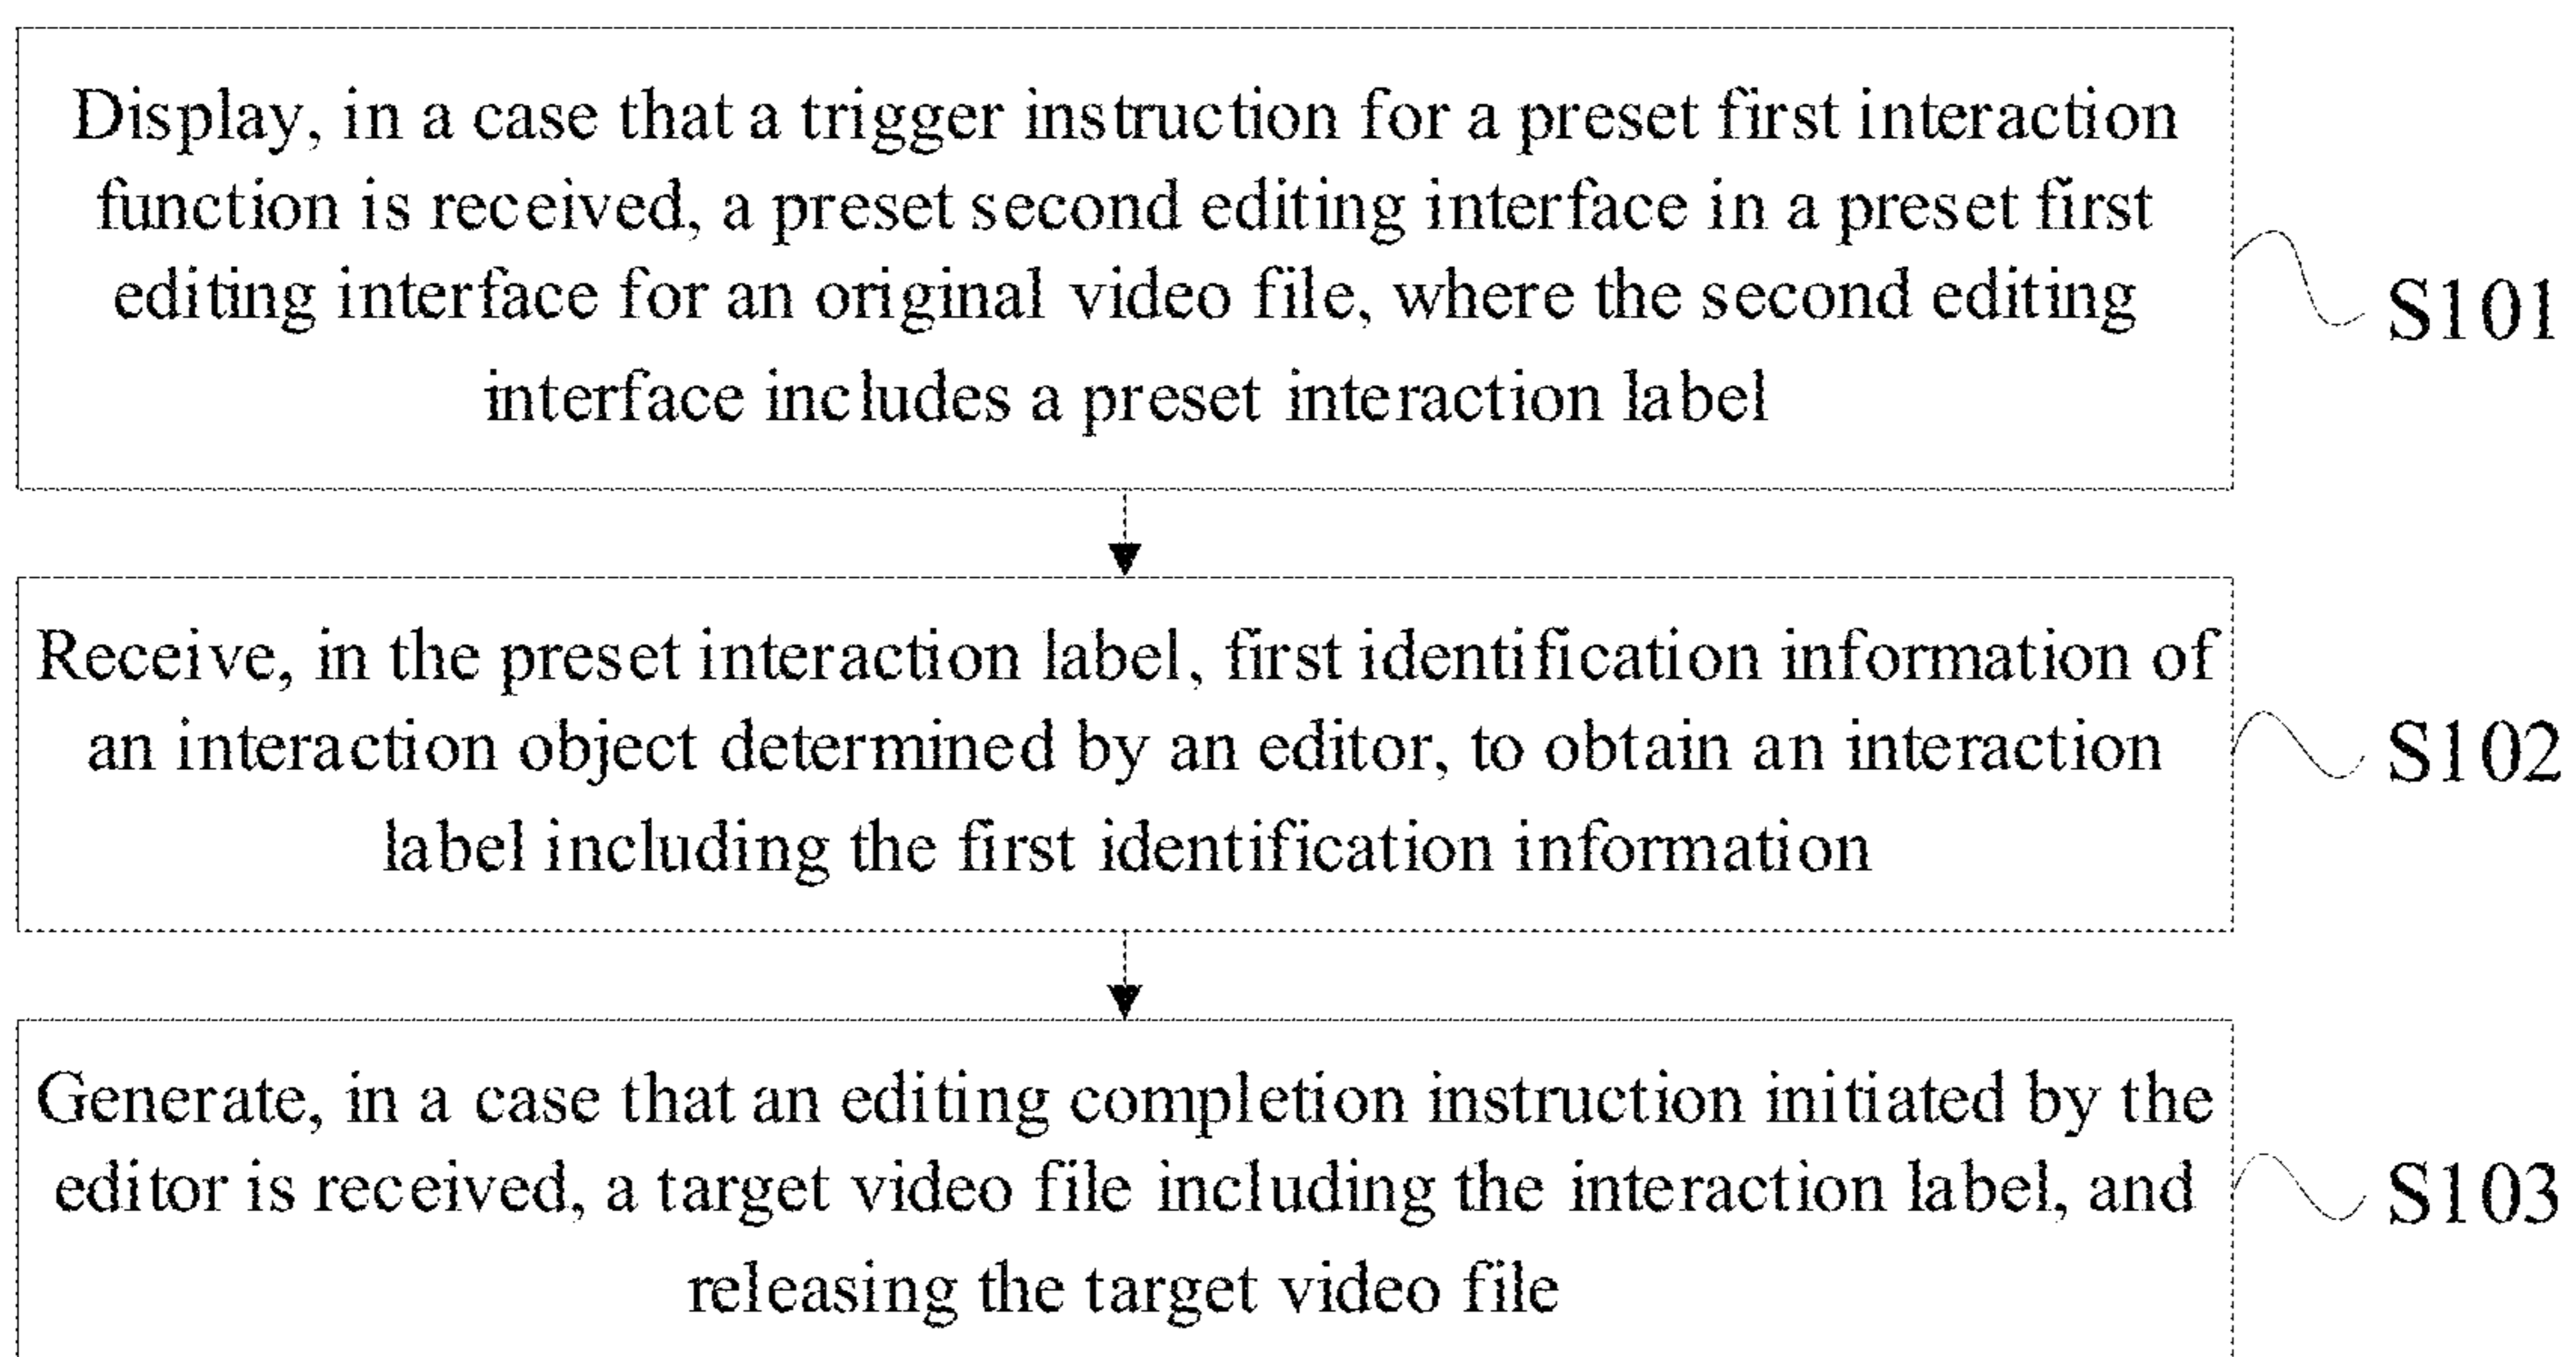 Display, in a case that a trigger instruction for a preset first interaction
function is received, a preset second editing interface in a preset first
editing interface for an original video file, where the second editing
interface includes a preset interaction label
S101
Receive, in the preset interaction label, first identification information of
an interaction object determined by an editor, to obtain an interaction
label including the first identification information
S102
Generate, in a case that an editing completion instruction initiated by the
editor is received, a target video file including the interaction label, and
releasing the target video file
S103